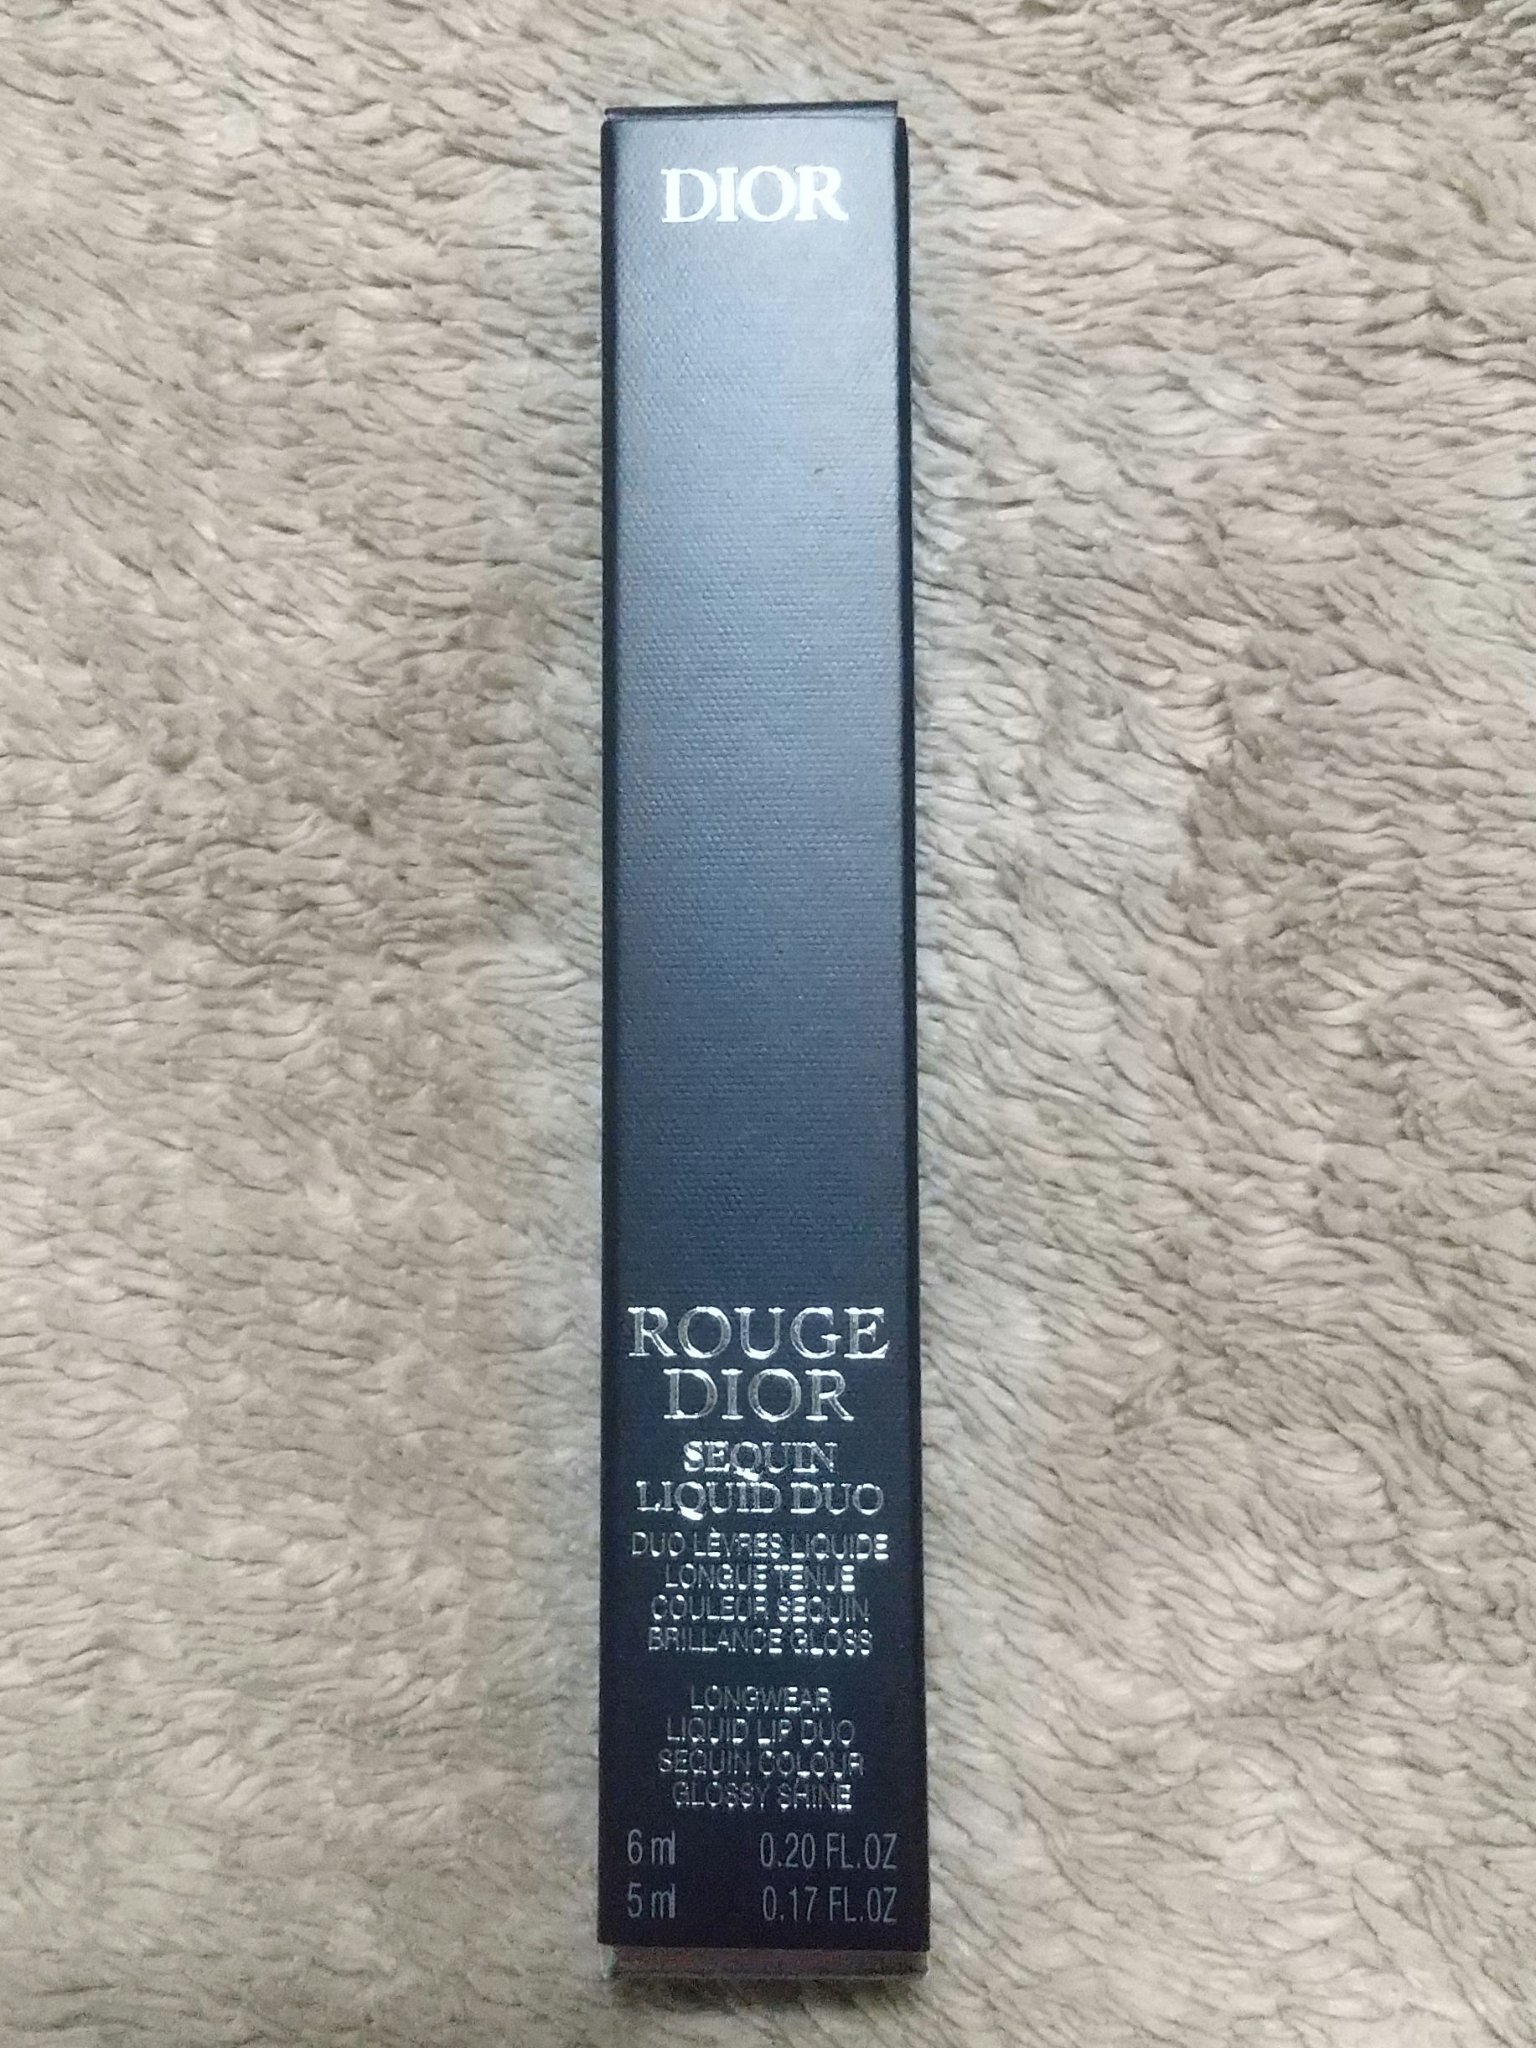 DIOR
ROUGE
DIOR
SEQUIN
LIQUID DUO
DUO LÈVRES LIQUIDE
LONGUE TENUE
COULEUR SEQUIN
BRILLANCE GLOSS
LONGWEAR
LIQUID LIP DUO
SEQUIN COLOUR
GLOSSY SHINE
6 ml 0.20 FL.OZ
5 ml 0.17 FL.OZ